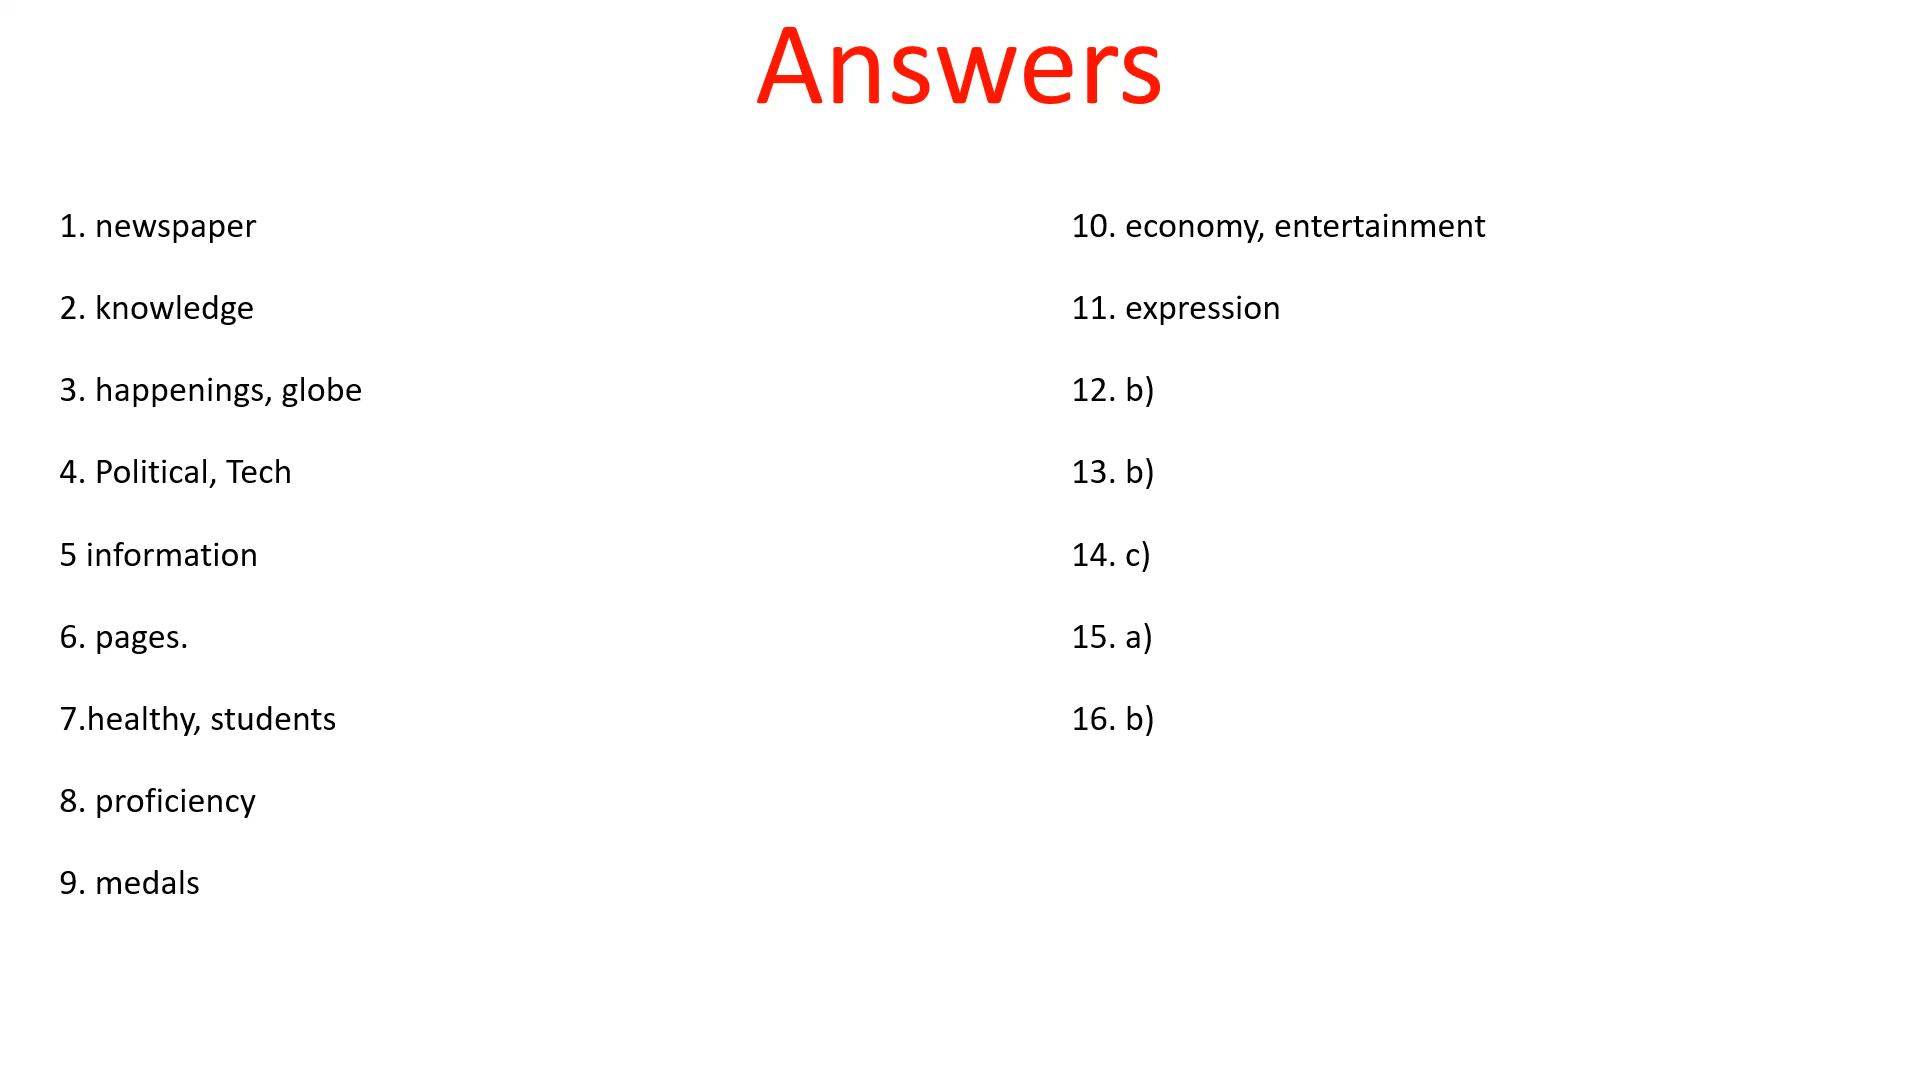 Answers
1. newspaper
2. knowledge
3. happenings, globe
4. Political, Tech
5 information
6. pages.
7.healthy, students
8. proficiency
9. medals
10. economy, entertainment
11. expression
12. b)
13. b)
14. c)
15. a)
16. b)